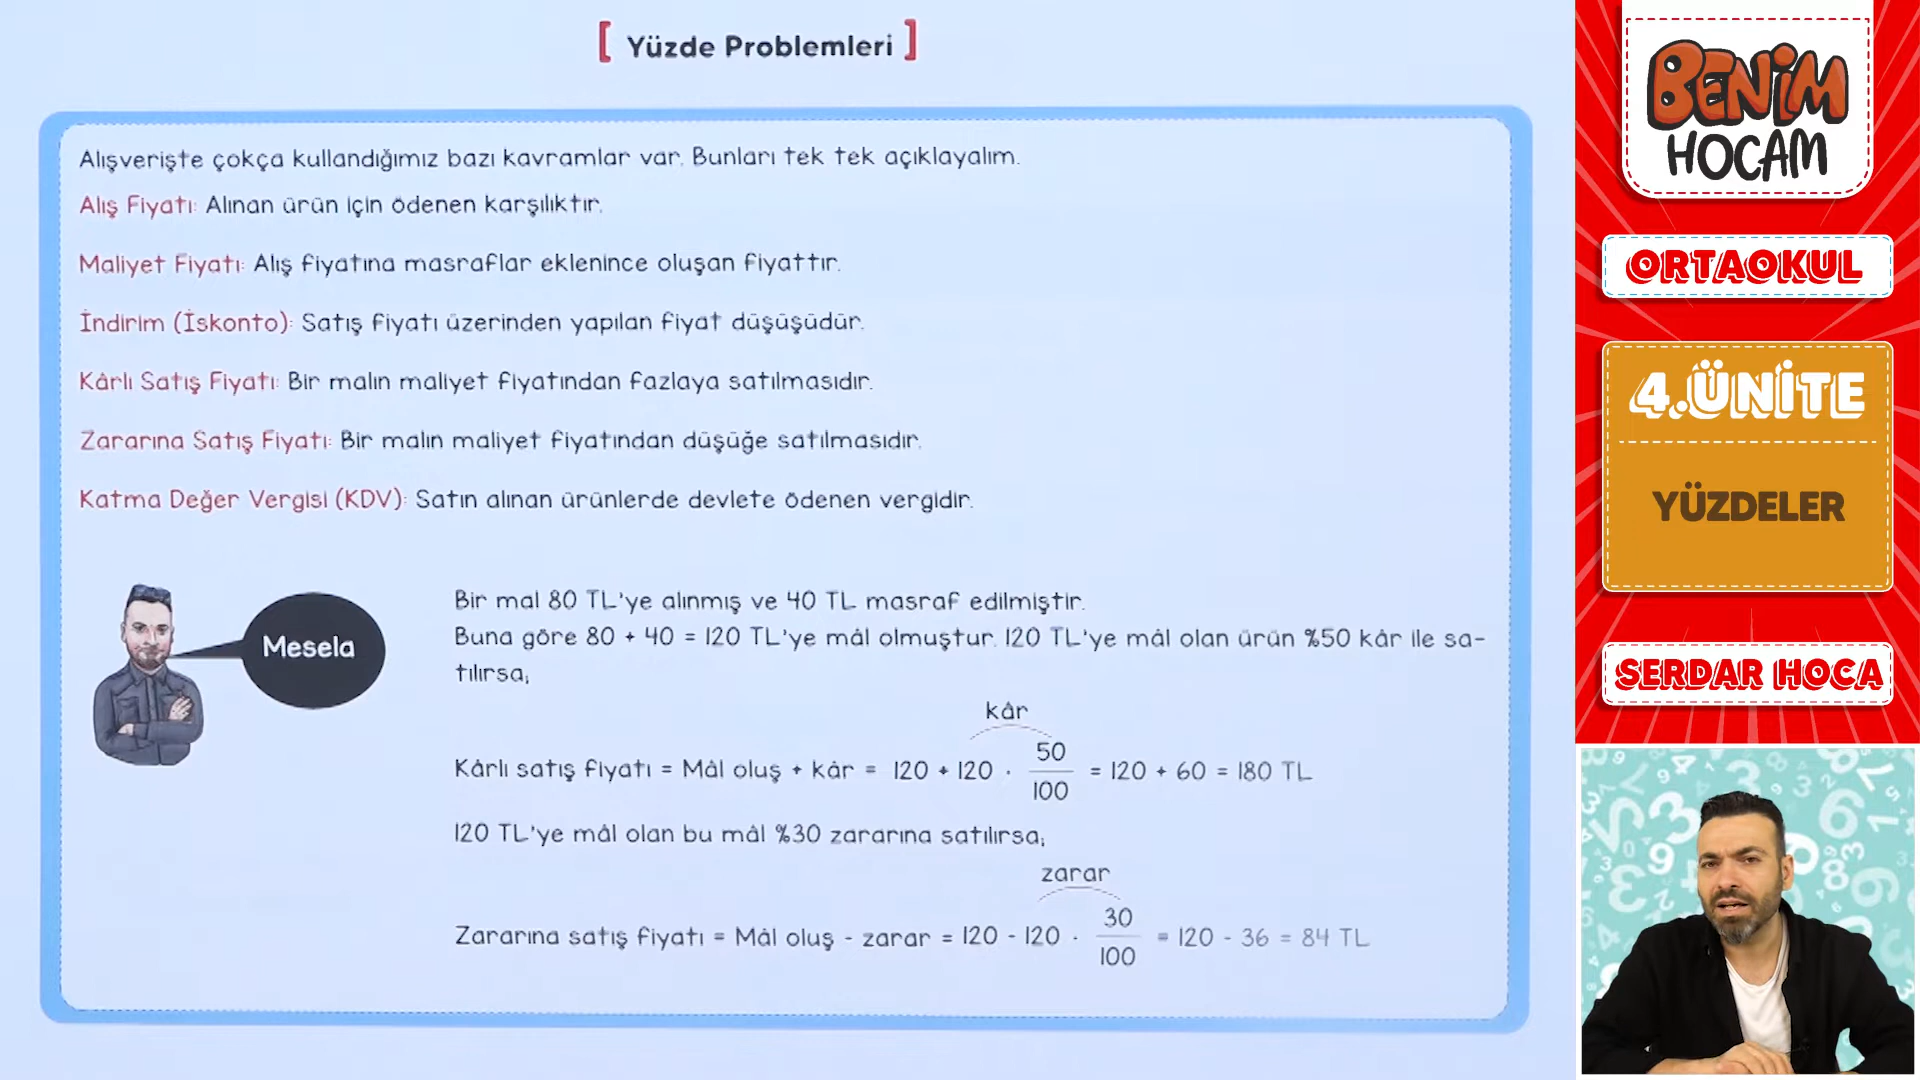 [ Yüzde Problemleri ]
Alışverişte çokça kullandığımız bazı kavramlar var. Bunları tek tek açıklayalım.
Alış Fiyatı: Alınan ürün için ödenen karşılıktır.
Maliyet Fiyatı: Alış fiyatına masraflar eklenince oluşan fiyattır.
İndirim (İskonto): Satış fiyatı üzerinden yapılan fiyat düşüşüdür.
Kârlı Satış Fiyatı: Bir malın maliyet fiyatından fazlaya satılmasıdır.
Zararına Satış Fiyatı: Bir malın maliyet fiyatından düşüğe satılmasıdır.
Katma Değer Vergisi (KDV): Satın alınan ürünlerde devlete ödenen vergidir.
Mesela
Bir mal 80 TL'ye alınmış ve 40 TL masraf edilmiştir.
Buna göre 80 + 40 = 120 TL'ye mâl olmuştur. 120 TL'ye mâl olan ürün %50 kâr ile sa-
tılırsa;
kâr
Kârlı satış fiyatı = Mâl oluş + kâr = 120 + 120 · 50/100 = 120 + 60 = 180 TL
120 TL'ye mâl olan bu mâl %30 zararına satılırsa;
zarar
Zararına satış fiyatı = Mâl oluş - zarar = 120 - 120 · 30/100 = 120 - 36 = 84 TL
BENİM
HOCAM
ORTAOKUL
4.ÜNİTE
YÜZDELER
SERDAR HOCA